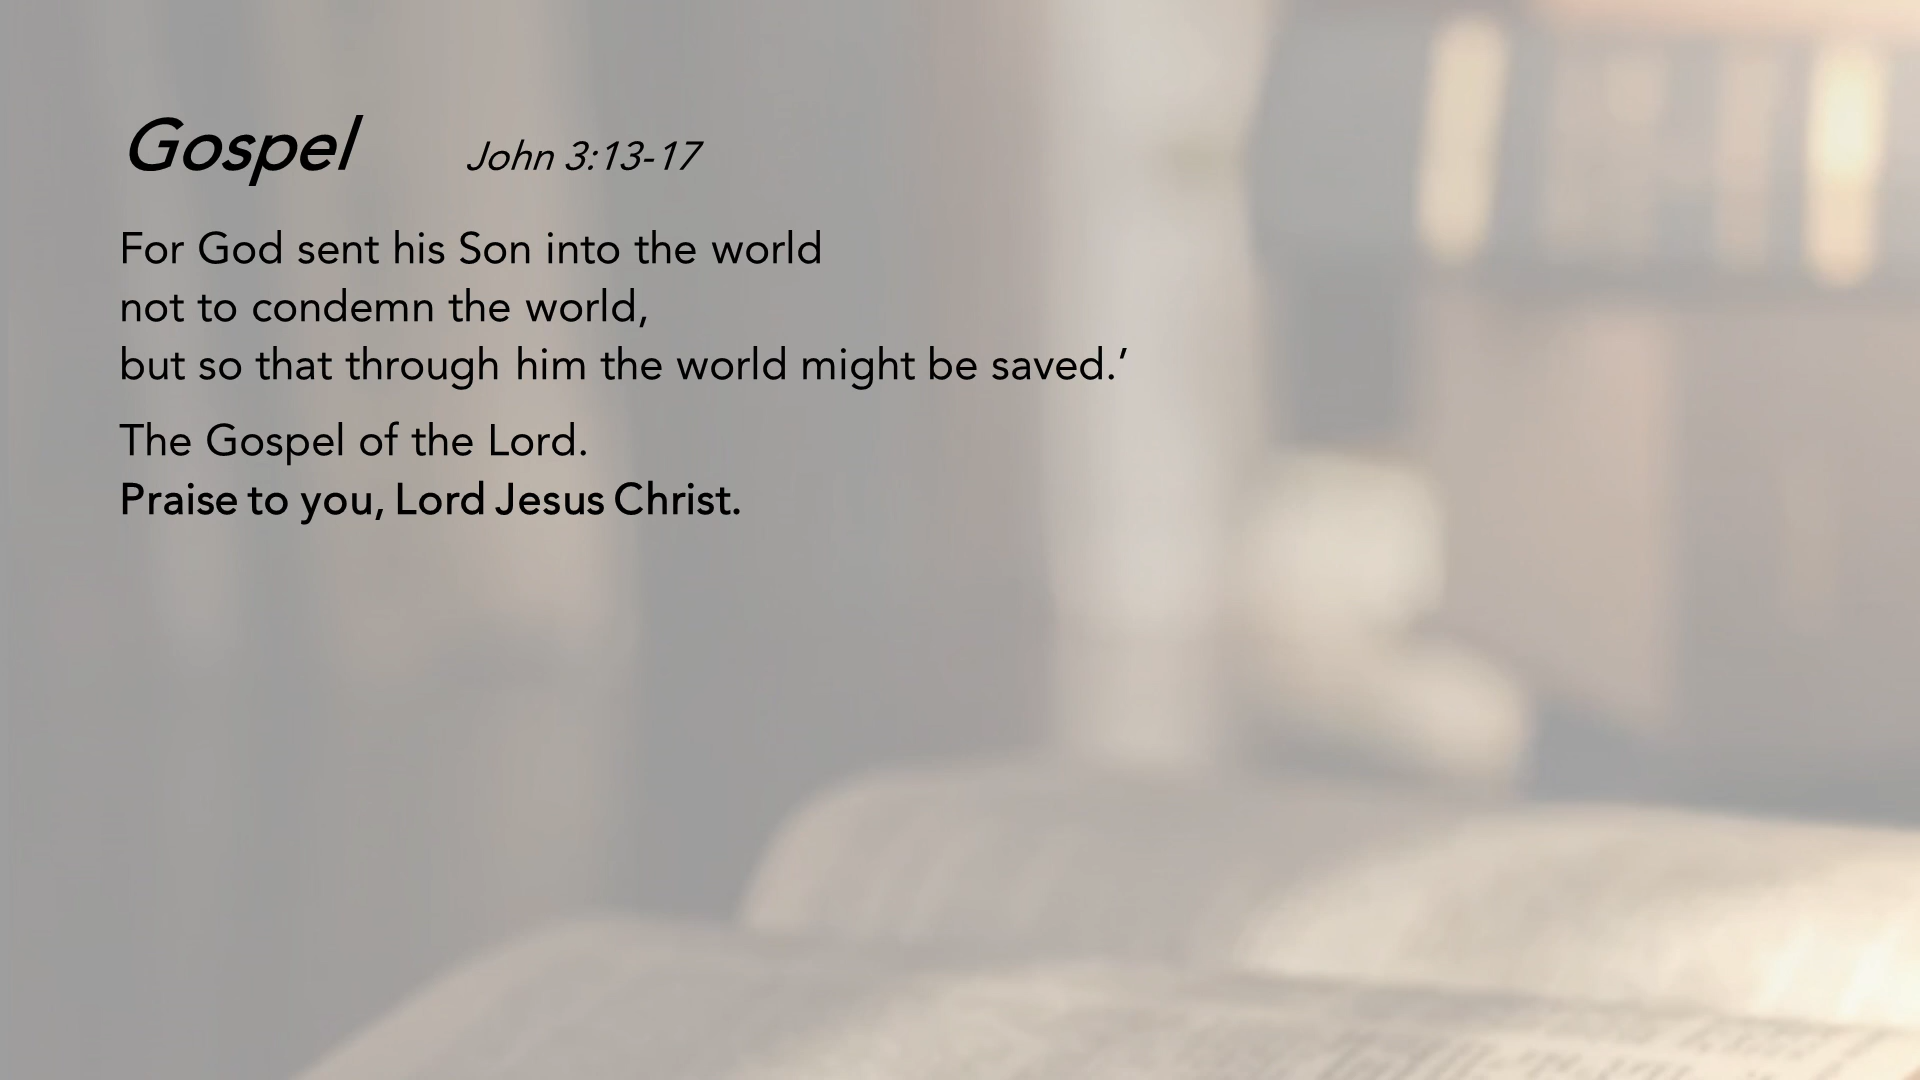 Gospel John 3:13-17
For God sent his Son into the world
not to condemn the world,
but so that through him the world might be saved.’
The Gospel of the Lord.
Praise to you, Lord Jesus Christ.